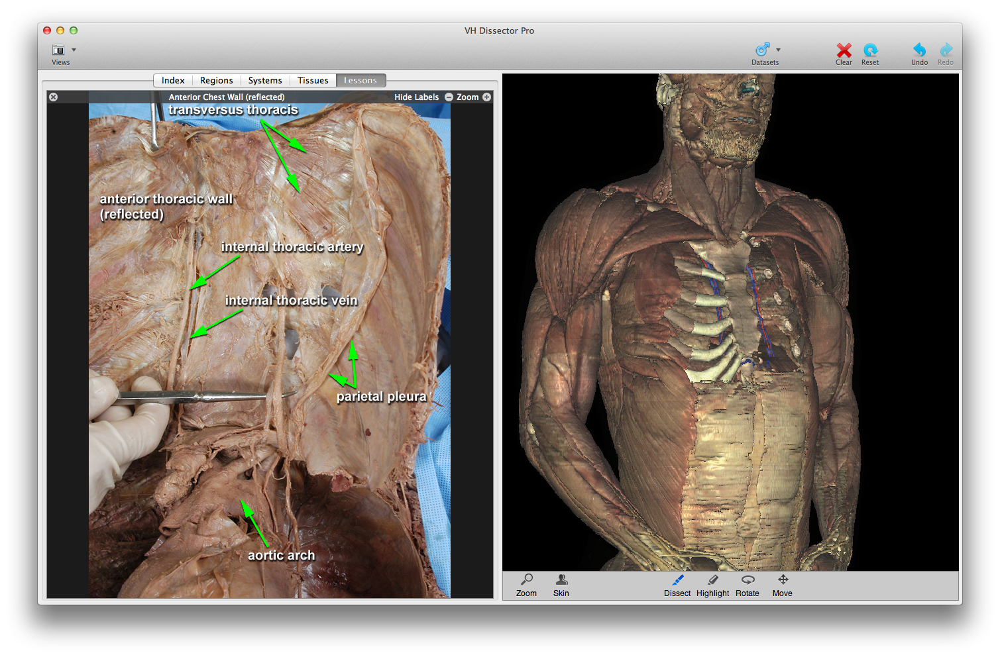 VH Dissector Pro
Views
Datasets
Clear
Reset
Undo
Redo
Index
Regions
Systems
Tissues
Lessons
Anterior Chest Wall (reflected)
Hide Labels
Zoom
transversus thoracis
anterior thoracic wall
(reflected)
internal thoracic artery
internal thoracic vein
parietal pleura
aortic arch
Zoom
Skin
Dissect
Highlight
Rotate
Move